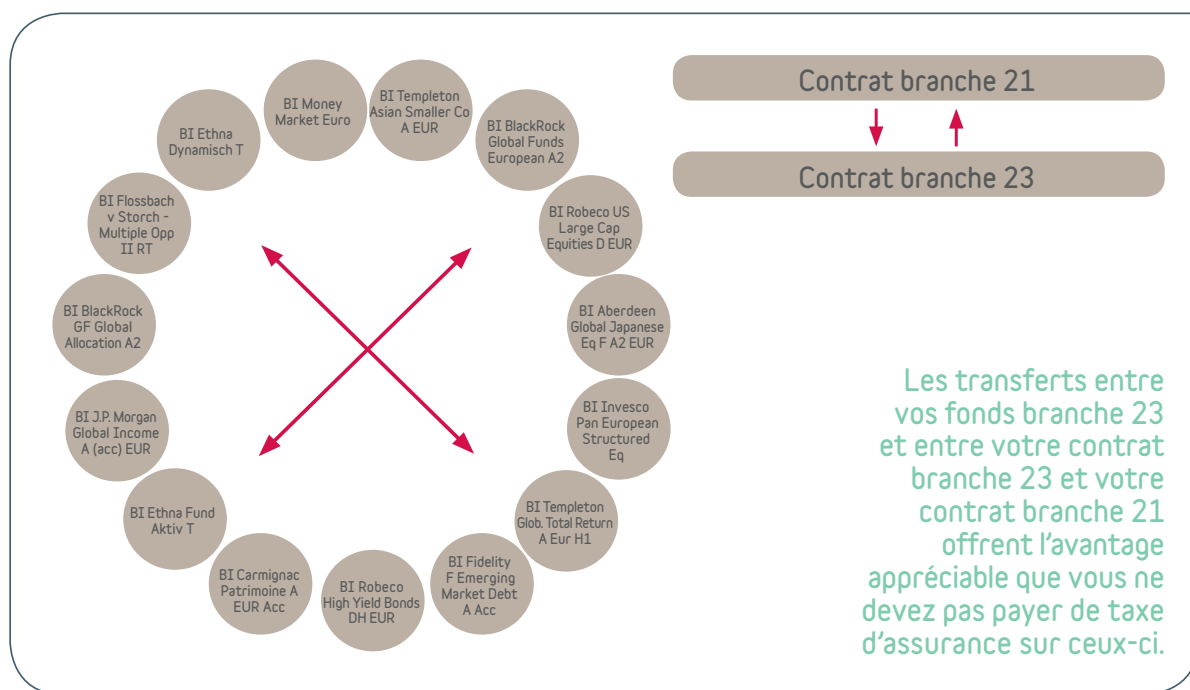 BI Money
Market Euro
BI Templeton
Asian Smaller Co
A EUR
BI BlackRock
Global Funds
European A2
BI Robeco US
Large Cap
Equities D EUR
BI Aberdeen
Global Japanese
Eq F A2 EUR
BI Invesco
Pan European
Structured
Eq
BI Templeton
Glob. Total Return
A Eur H1
BI Fidelity
F Emerging
Market Debt
A Acc
BI Robeco
High Yield Bonds
DH EUR
BI Carmignac
Patrimoine A
EUR Acc
BI Ethna Fund
Aktiv T
BI J.P. Morgan
Global Income
A (acc) EUR
BI BlackRock
GF Global
Allocation A2
BI Flossbach
v Storch -
Multiple Opp
II RT
BI Ethna
Dynamisch T
Contrat branche 21
Contrat branche 23
Les transferts entre
vos fonds branche 23
et entre votre contrat
branche 23 et votre
contrat branche 21
offrent l'avantage
appréciable que vous ne
devez pas payer de taxe
d'assurance sur ceux-ci.